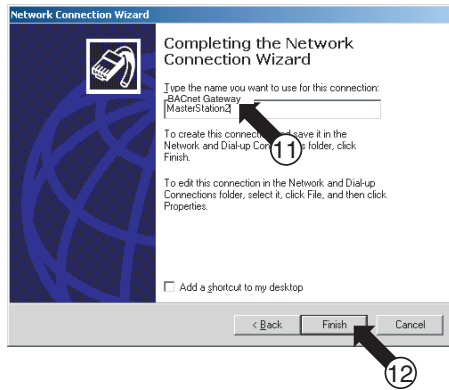 Network Connection Wizard
Completing the Network
Connection Wizard
Type the name you want to use for this connection:
BACnet Gateway
MasterStation2
11
To create this connection and save it in the
Network and Dial-up Connections folder, click
Finish.
To edit this connection in the Network and Dial-up
Connections folder, select it, click File, and then click
Properties.
Add a shortcut to my desktop
< Back
Finish
Cancel
12